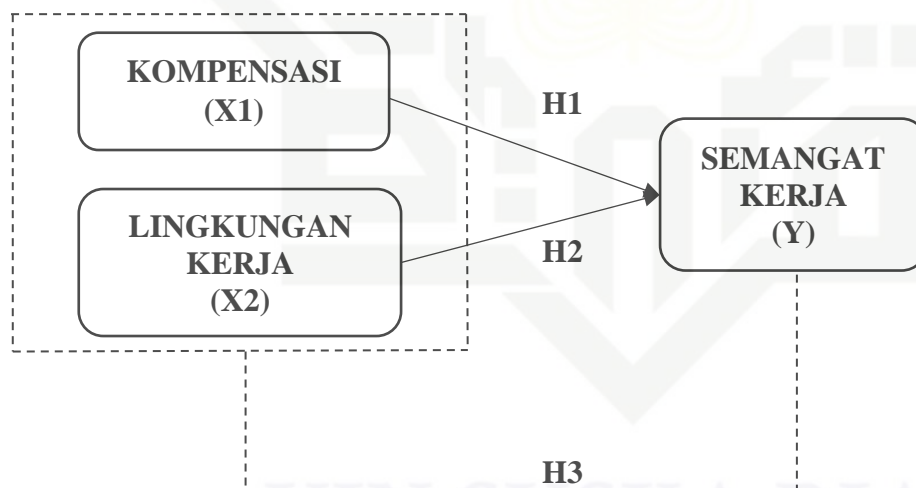 KOMPENSASI
(X1)
H1
SEMANGAT
KERJA
(Y)
LINGKUNGAN
KERJA
(X2)
H2
H3